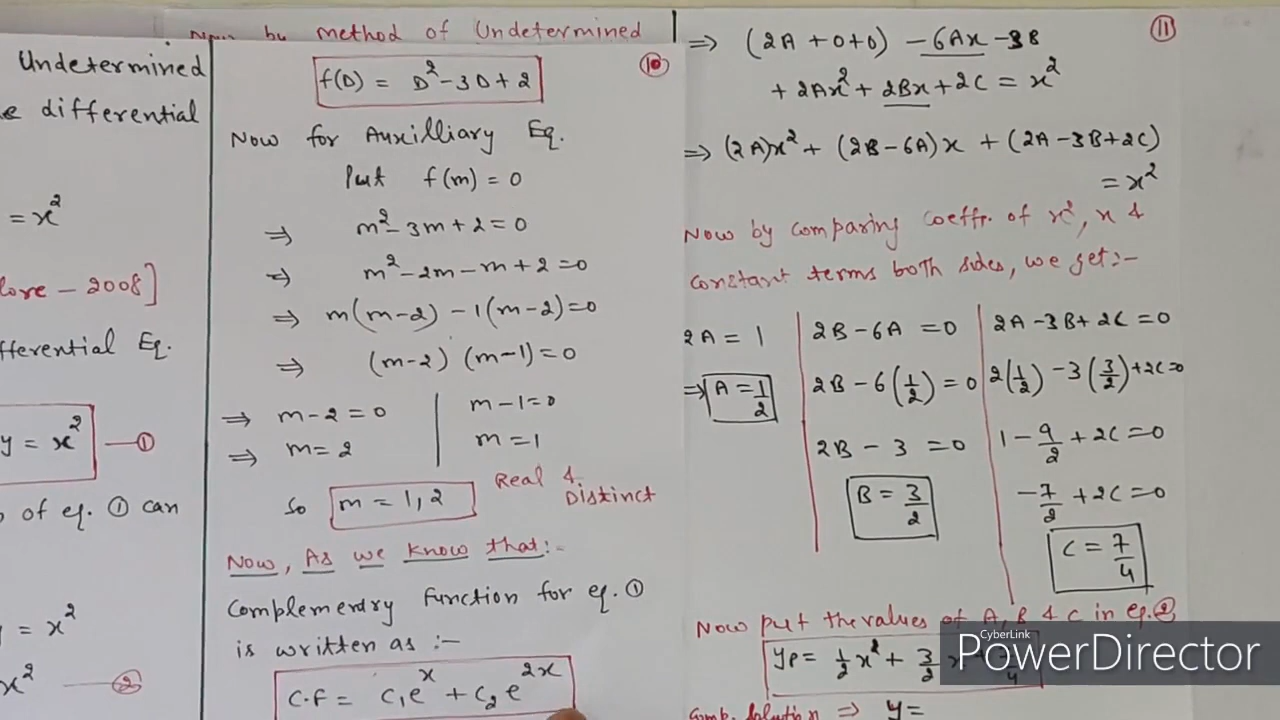 Now by method of Undetermined
Undetermined
differential
= x²
lore - 2008]
fferential Eq.
y = x² —①
of eq. ① can
= x²
x² —②
⑩
f(D) = D² - 3D + 2
Now for Auxilliary Eq.
Put f(m) = 0
⇒ m² - 3m + 2 = 0
⇒ m² - 2m - m + 2 = 0
⇒ m(m-2) - 1(m-2) = 0
⇒ (m-2) (m-1) = 0
⇒ m - 2 = 0 | m - 1 = 0
⇒ m = 2 | m = 1
So m = 1, 2 Real & Distinct
Now, As we know that:-
Complemendry Function for eq. ①
is written as :-
C.F = C₁eˣ + C₂e²ˣ
⑪
⇒ (2A + 0 + 0) - 6Ax - 3B
+ 2Ax² + 2Bx + 2C = x²
⇒ (2A)x² + (2B - 6A)x + (2A - 3B + 2C)
= x²
Now by comparing coeffr. of x², x &
constant terms both sides, we get:-
2A = 1 | 2B - 6A = 0 | 2A - 3B + 2C = 0
⇒ A = 1/2 | 2B - 6(1/2) = 0 | 2(1/2) - 3(3/2) + 2C = 0
2B - 3 = 0 | 1 - 9/2 + 2C = 0
B = 3/2 | -7/2 + 2C = 0
C = 7/4
Now put the values of A, B & C in eq. ②
yp = 1/2 x² + 3/2 x
4
⇒ y =
CyberLink
PowerDirector